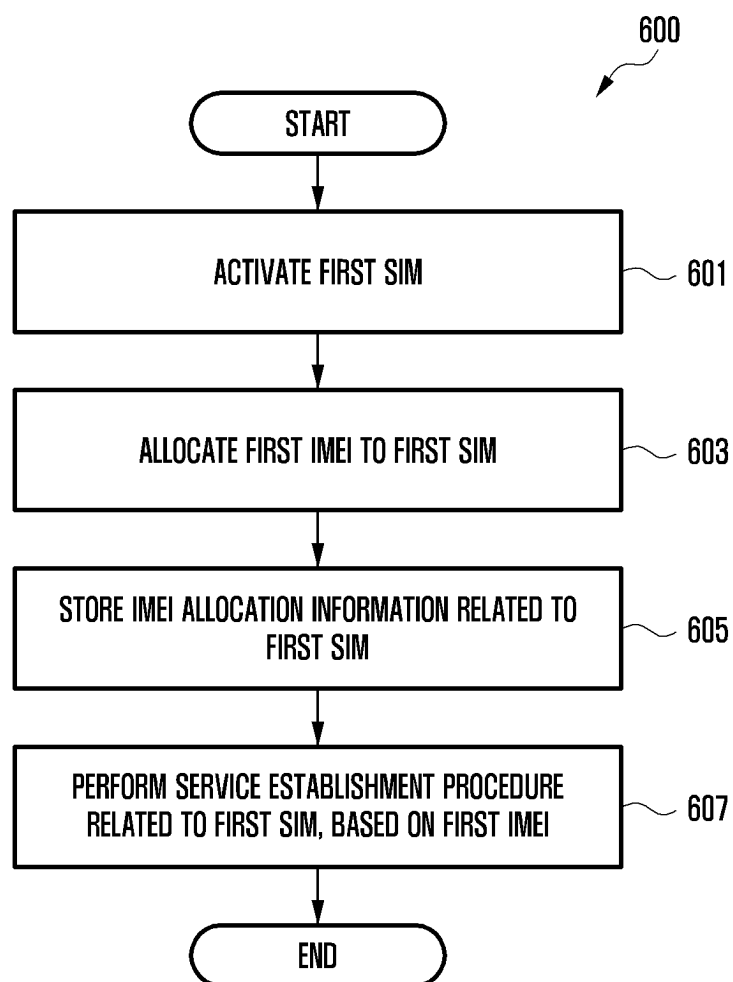 600
START
ACTIVATE FIRST SIM
601
ALLOCATE FIRST IMEI TO FIRST SIM
603
STORE IMEI ALLOCATION INFORMATION RELATED TO
FIRST SIM
605
PERFORM SERVICE ESTABLISHMENT PROCEDURE
RELATED TO FIRST SIM, BASED ON FIRST IMEI
607
END